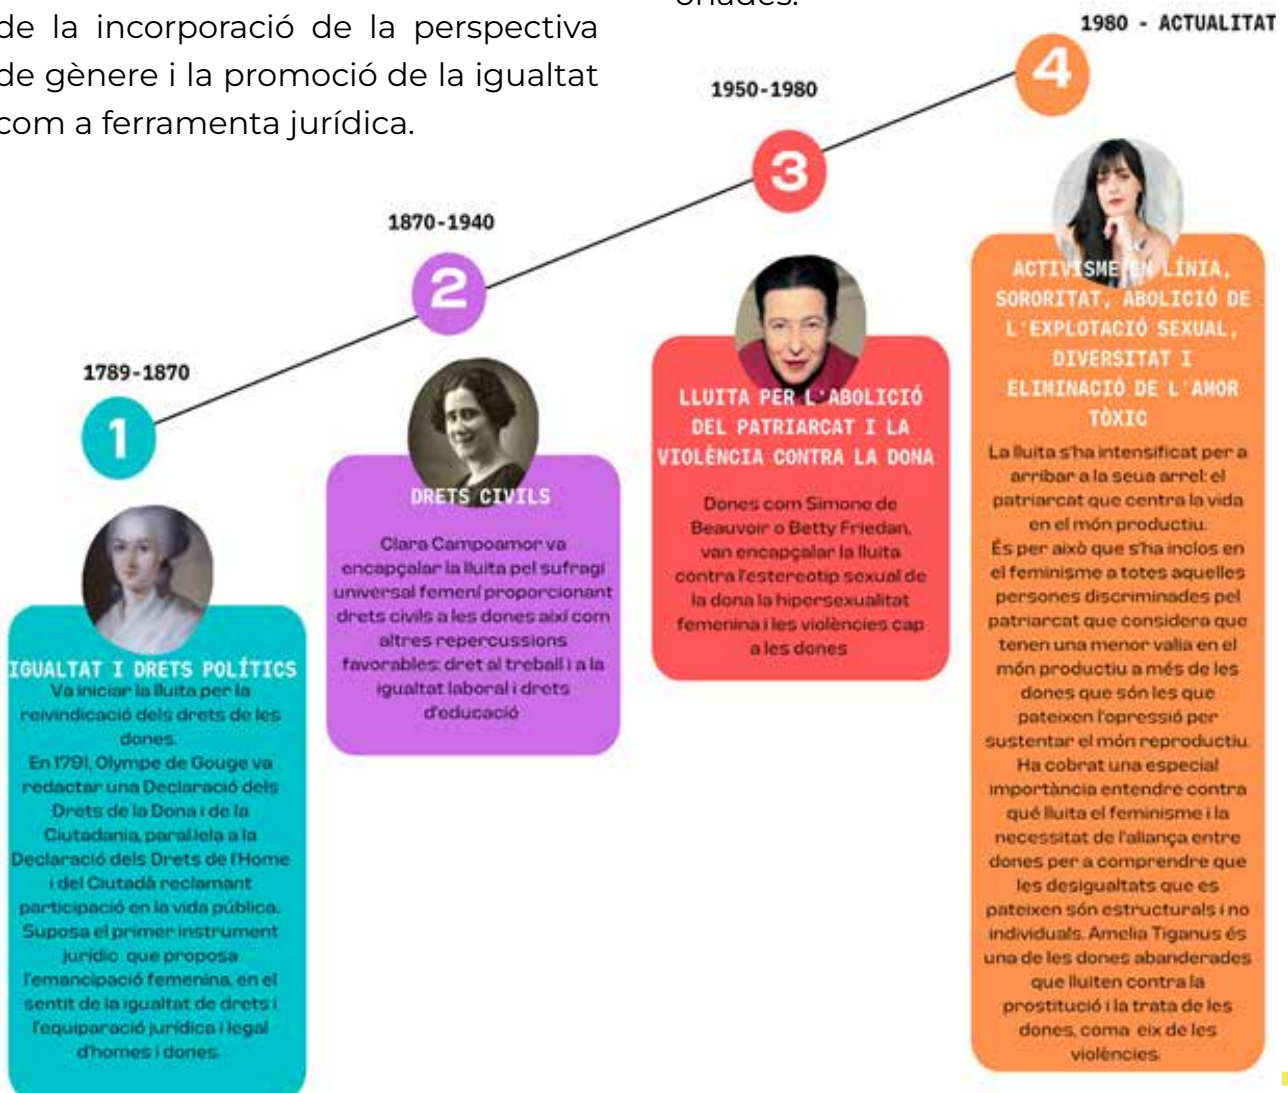 de la incorporació de la perspectiva
de gènere i la promoció de la igualtat
com a ferramenta jurídica.
1789-1870
1
IGUALTAT I DRETS POLÍTICS
Va iniciar la lluita per la
reivindicació dels drets de les
dones.
En 1791, Olympe de Gouge va
redactar una Declaració dels
Drets de la Dona i de la
Ciutadania, paral·lela a la
Declaració dels Drets de l'Home
i del Ciutadà reclamant
participació en la vida pública.
Suposa el primer instrument
jurídic que proposa
l'emancipació femenina, en el
sentit de la igualtat de drets i
l'equiparació jurídica i legal
d'homes i dones.
1870-1940
2
DRETS CIVILS
Clara Campoamor va
encapçalar la lluita pel sufragi
universal femení proporcionant
drets civils a les dones així com
altres repercussions
favorables: dret al treball i a la
igualtat laboral i drets
d'educació
1950-1980
3
LLUITA PER L'ABOLICIÓ
DEL PATRIARCAT I LA
VIOLÈNCIA CONTRA LA DONA
Dones com Simone de
Beauvoir o Betty Friedan,
van encapçalar la lluita
contra l'estereotip sexual de
la dona la hipersexualitat
femenina i les violències cap
a les dones
1980 - ACTUALITAT
4
ACTIVISME EN LÍNIA,
SORORITAT, ABOLICIÓ DE
L'EXPLOTACIÓ SEXUAL,
DIVERSITAT I
ELIMINACIÓ DE L'AMOR
TÒXIC
La lluita s'ha intensificat per a
arribar a la seua arrel: el
patriarcat que centra la vida
en el món productiu.
És per això que s'ha inclos en
el feminisme a totes aquelles
persones discriminades pel
patriarcat que considera que
tenen una menor valia en el
món productiu a més de les
dones que són les que
pateixen l'opressió per
sustentar el món reproductiu.
Ha cobrat una especial
importància entendre contra
qué lluita el feminisme i la
necessitat de l'aliança entre
dones per a comprendre que
les desigualtats que es
pateixen són estructurals i no
individuals. Amelia Tiganus és
una de les dones abanderades
que lluiten contra la
prostitució i la trata de les
dones, coma eix de les
violències.